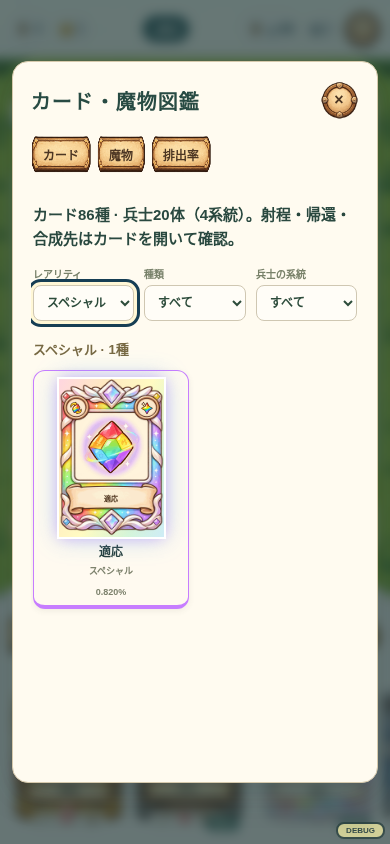 カード・魔物図鑑
×
カード 魔物 排出率
カード86種 · 兵士20体（4系統）。射程・帰還・
合成先はカードを開いて確認。
レアリティ 種類 兵士の系統
スペシャル すべて すべて
スペシャル · 1種
適応
適応
スペシャル
0.820%
DEBUG